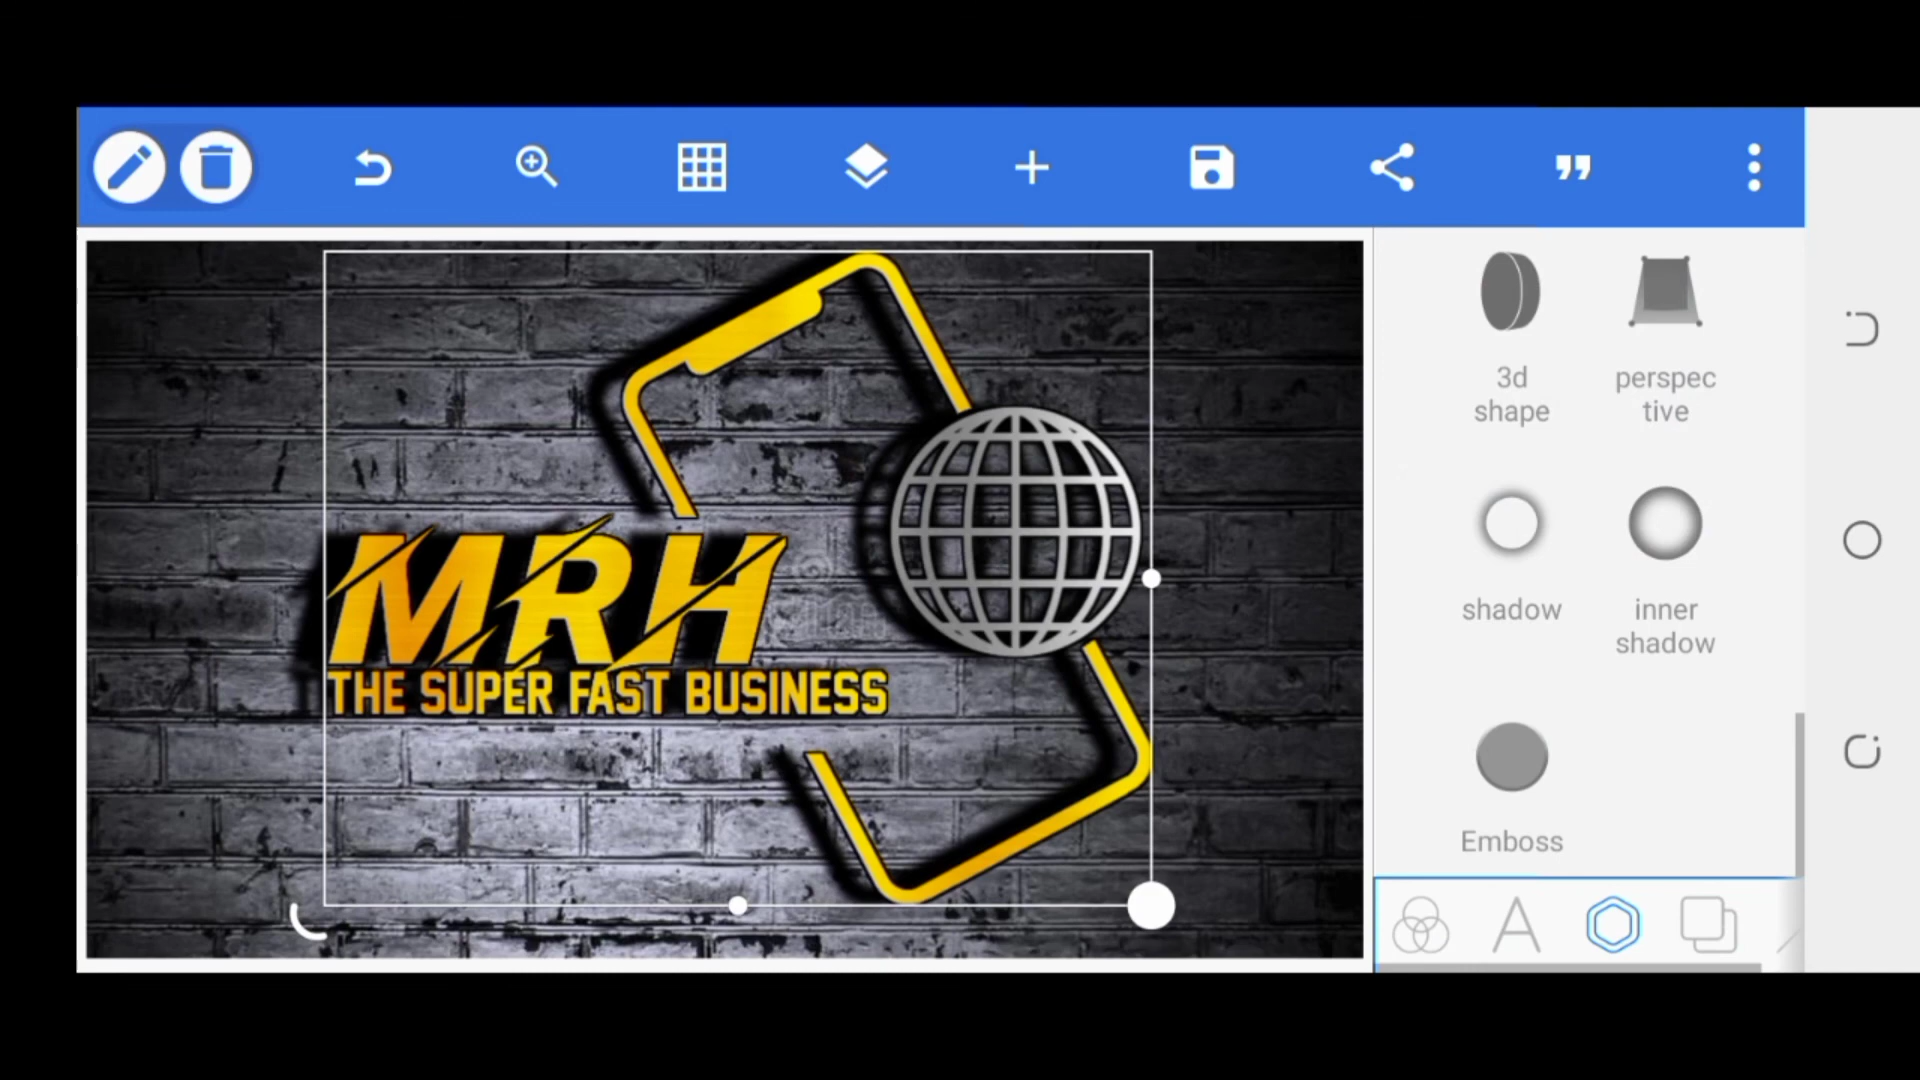 3d
shape
perspec
tive
shadow
inner
shadow
Emboss
MRH
THE SUPER FAST BUSINESS